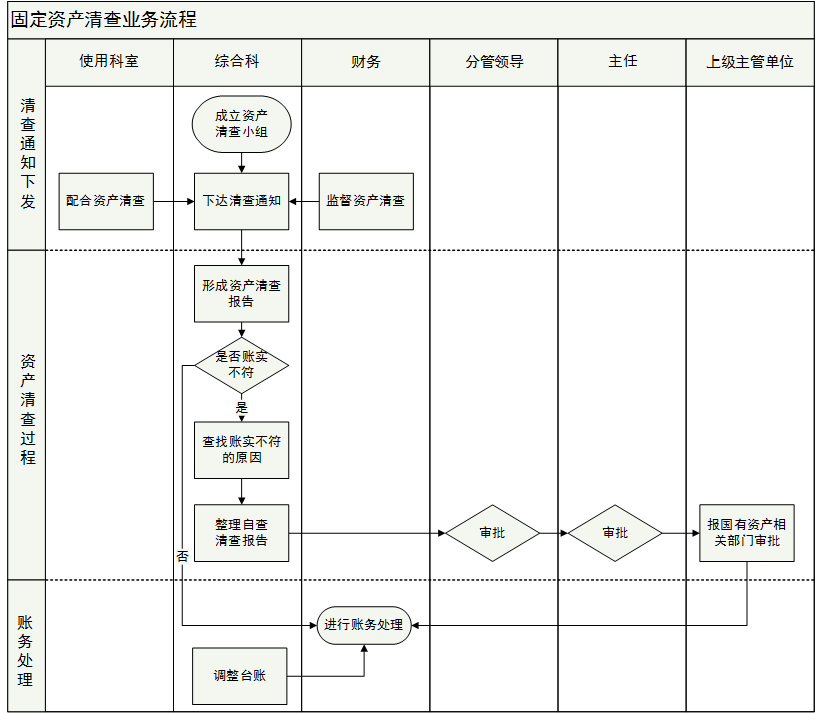 固定资产清查业务流程
使用科室
综合科
财务
分管领导
主任
上级主管单位
清查通知下发
成立资产
清查小组
配合资产清查
下达清查通知
监督资产清查
资产清查过程
形成资产清查
报告
是否账实
不符
是
查找账实不符
的原因
整理自查
清查报告
审批
审批
报国有资产相
关部门审批
否
账务处理
进行账务处理
调整台账